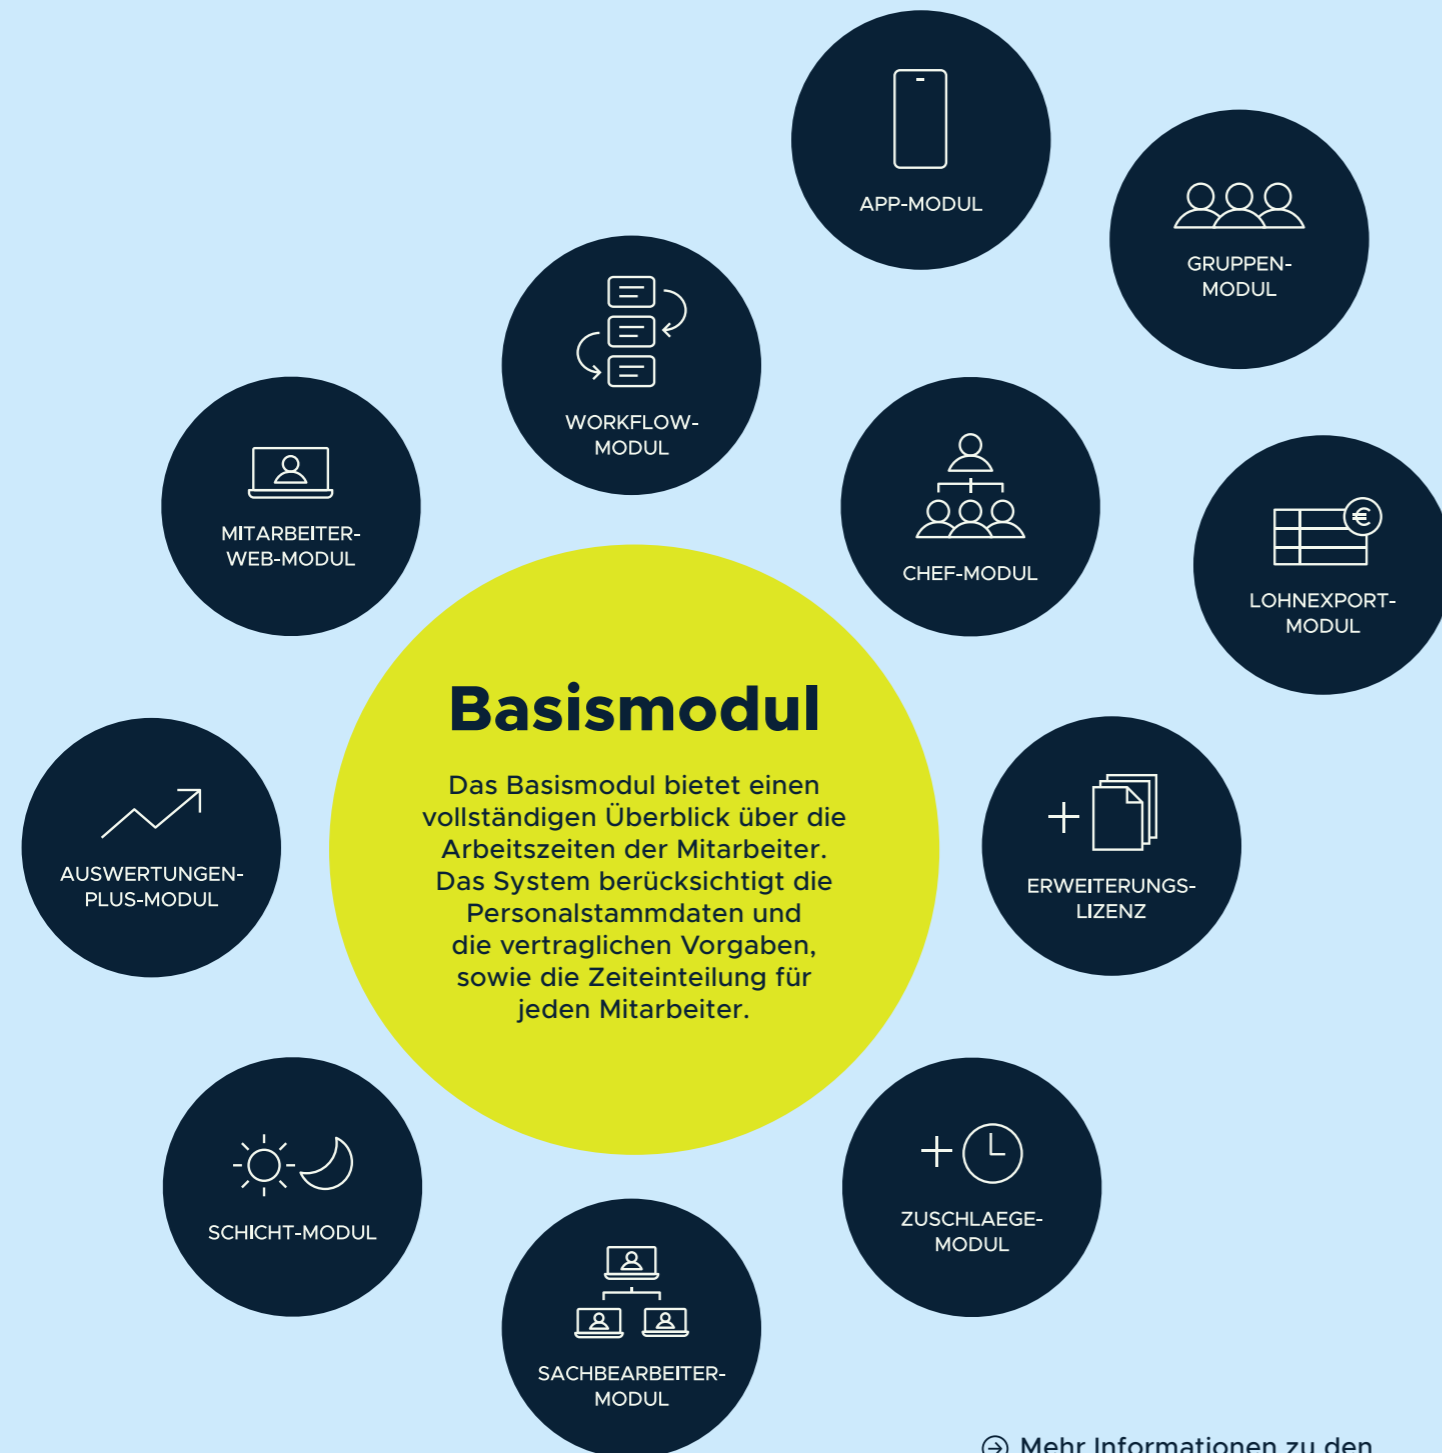 APP-MODUL
GRUPPEN-
MODUL
WORKFLOW-
MODUL
MITARBEITER-
WEB-MODUL
CHEF-MODUL
€
LOHNEXPORT-
MODUL
Basismodul
Das Basismodul bietet einen
vollständigen Überblick über die
Arbeitszeiten der Mitarbeiter.
Das System berücksichtigt die
Personalstammdaten und
die vertraglichen Vorgaben,
sowie die Zeiteinteilung für
jeden Mitarbeiter.
AUSWERTUNGEN-
PLUS-MODUL
ERWEITERUNGS-
LIZENZ
SCHICHT-MODUL
ZUSCHLAEGE-
MODUL
SACHBEARBEITER-
MODUL
Mehr Informationen zu den